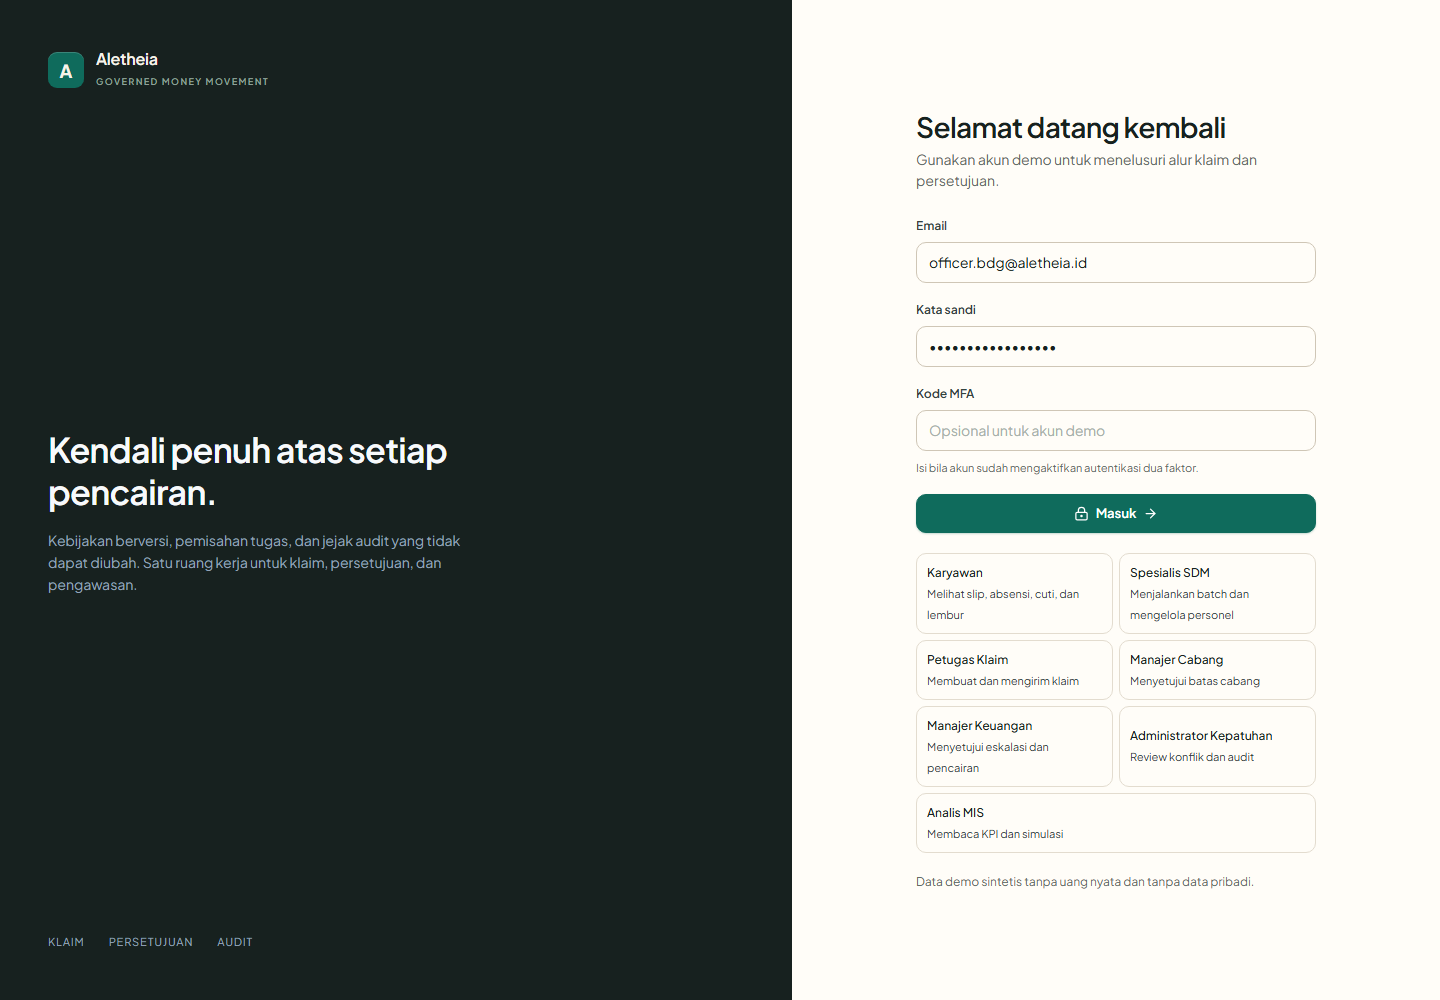 A
Aletheia
GOVERNED MONEY MOVEMENT
Kendali penuh atas setiap
pencairan.
Kebijakan berversi, pemisahan tugas, dan jejak audit yang tidak
dapat diubah. Satu ruang kerja untuk klaim, persetujuan, dan
pengawasan.
KLAIM PERSETUJUAN AUDIT
Selamat datang kembali
Gunakan akun demo untuk menelusuri alur klaim dan
persetujuan.
Email
officer.bdg@aletheia.id
Kata sandi
•••••••••••••••••
Kode MFA
Opsional untuk akun demo
Isi bila akun sudah mengaktifkan autentikasi dua faktor.
Masuk →
Karyawan
Melihat slip, absensi, cuti, dan
lembur
Spesialis SDM
Menjalankan batch dan
mengelola personel
Petugas Klaim
Membuat dan mengirim klaim
Manajer Cabang
Menyetujui batas cabang
Manajer Keuangan
Menyetujui eskalasi dan
pencairan
Administrator Kepatuhan
Review konflik dan audit
Analis MIS
Membaca KPI dan simulasi
Data demo sintetis tanpa uang nyata dan tanpa data pribadi.